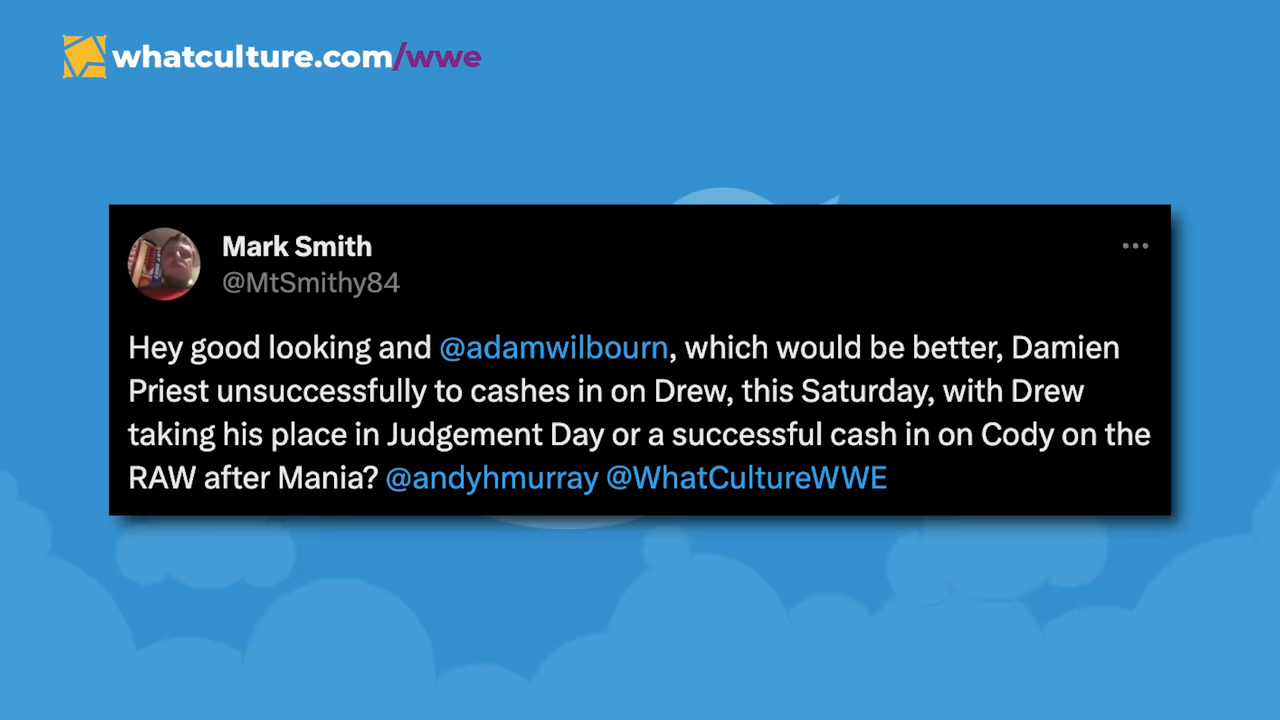 whatculture.com/wwe
Mark Smith
@MtSmithy84
Hey good looking and @adamwilbourn, which would be better, Damien
Priest unsuccessfully to cashes in on Drew, this Saturday, with Drew
taking his place in Judgement Day or a successful cash in on Cody on the
RAW after Mania? @andyhmurray @WhatCultureWWE